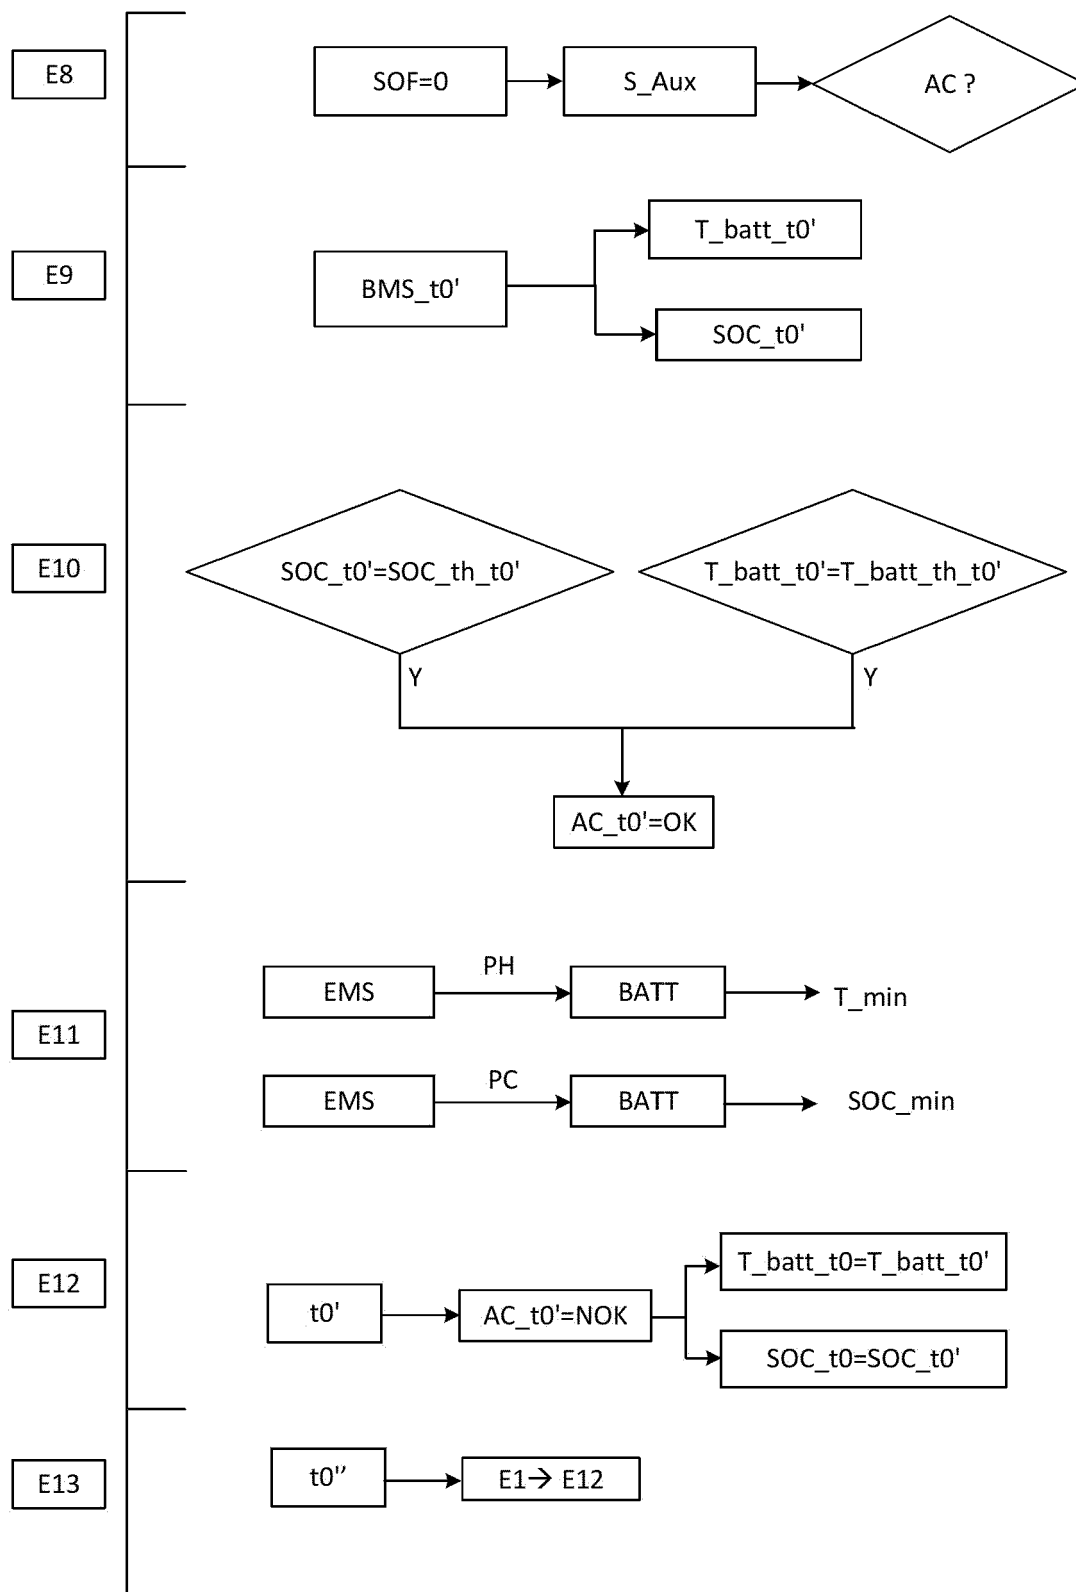 E8
SOF=0
S_Aux
AC ?
E9
BMS_t0'
T_batt_t0'
SOC_t0'
E10
SOC_t0'=SOC_th_t0'
T_batt_t0'=T_batt_th_t0'
Y
Y
AC_t0'=OK
E11
EMS
PH
BATT
T_min
EMS
PC
BATT
SOC_min
E12
t0'
AC_t0'=NOK
T_batt_t0=T_batt_t0'
SOC_t0=SOC_t0'
E13
t0''
E1→ E12